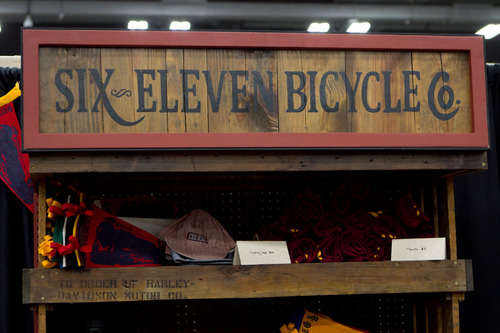 SIX-ELEVEN BICYCLE Co.
TO ORDER OF HARLEY-
DAVIDSON MOTOR CO.